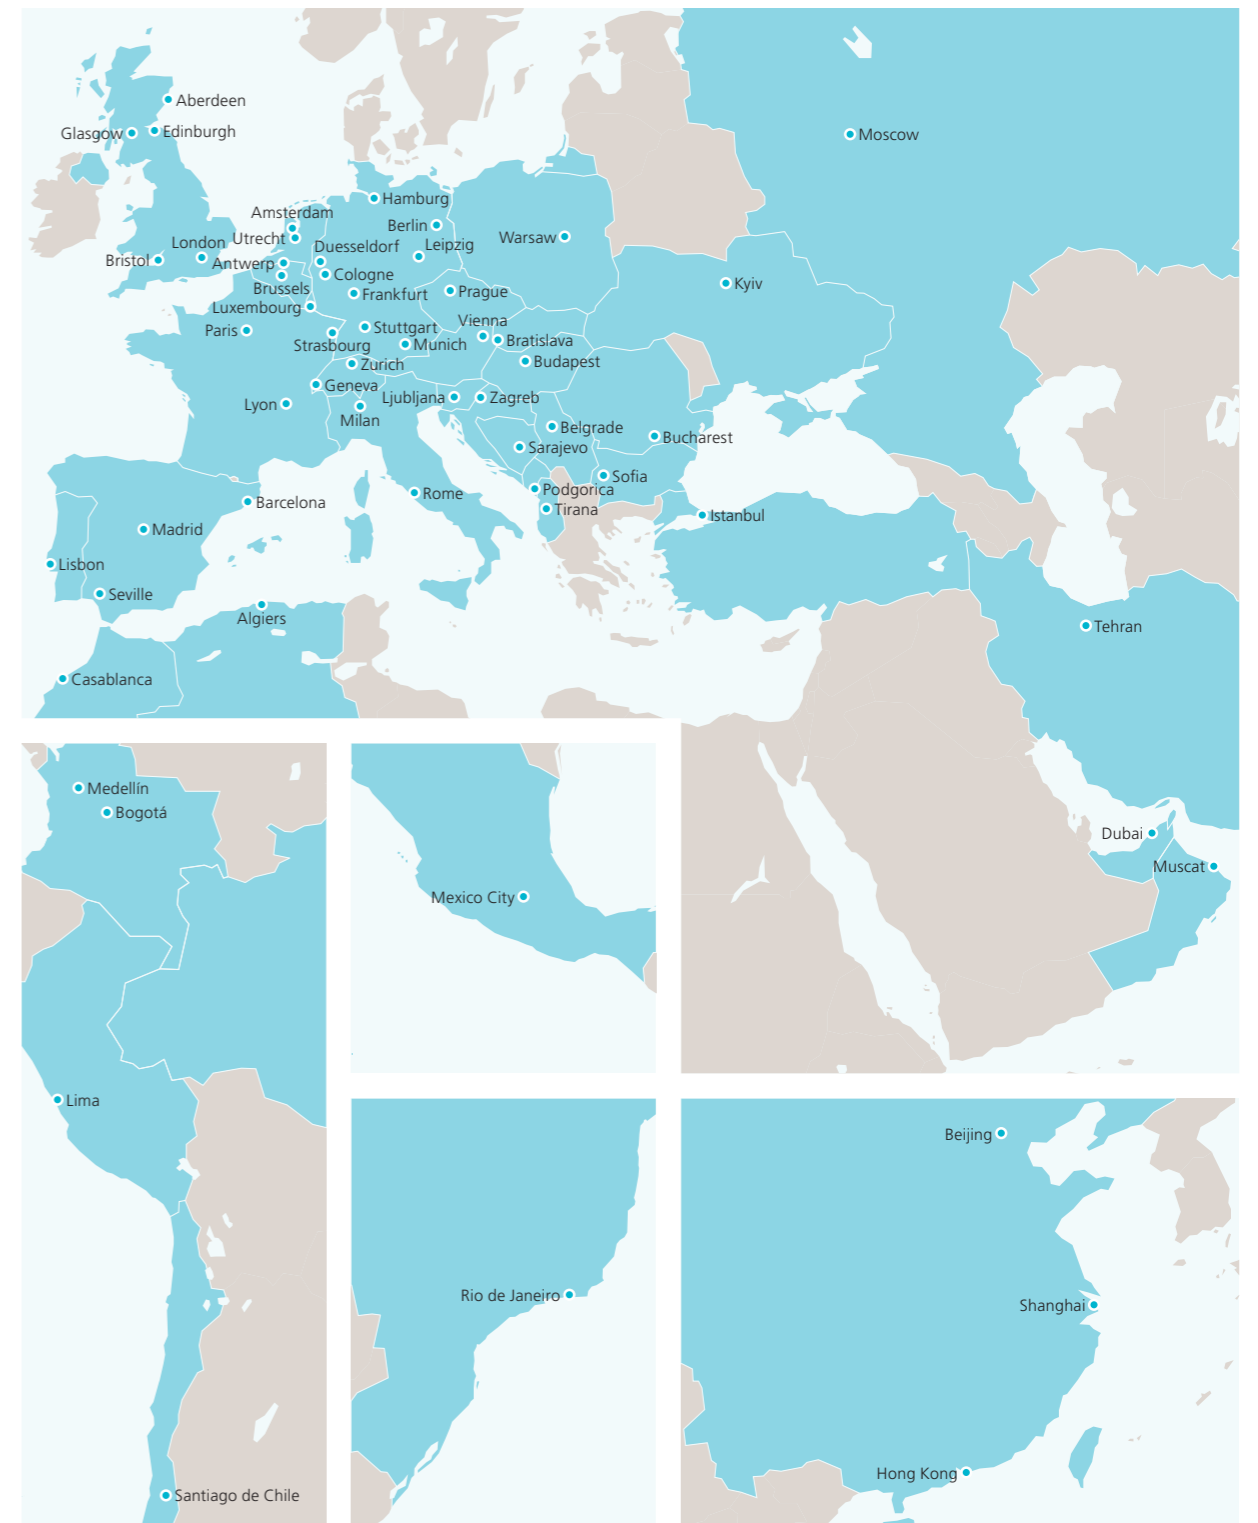 Aberdeen
Glasgow
Edinburgh
Moscow
Hamburg
Amsterdam
Berlin
Utrecht
London
Duesseldorf
Leipzig
Warsaw
Bristol
Antwerp
Cologne
Kyiv
Brussels
Frankfurt
Prague
Luxembourg
Vienna
Paris
Stuttgart
Strasbourg
Munich
Bratislava
Zurich
Budapest
Geneva
Lyon
Ljubljana
Zagreb
Milan
Belgrade
Bucharest
Sarajevo
Sofia
Rome
Podgorica
Barcelona
Tirana
Istanbul
Madrid
Lisbon
Seville
Algiers
Tehran
Casablanca
Dubai
Muscat
Medellín
Bogotá
Lima
Santiago de Chile
Mexico City
Rio de Janeiro
Beijing
Shanghai
Hong Kong